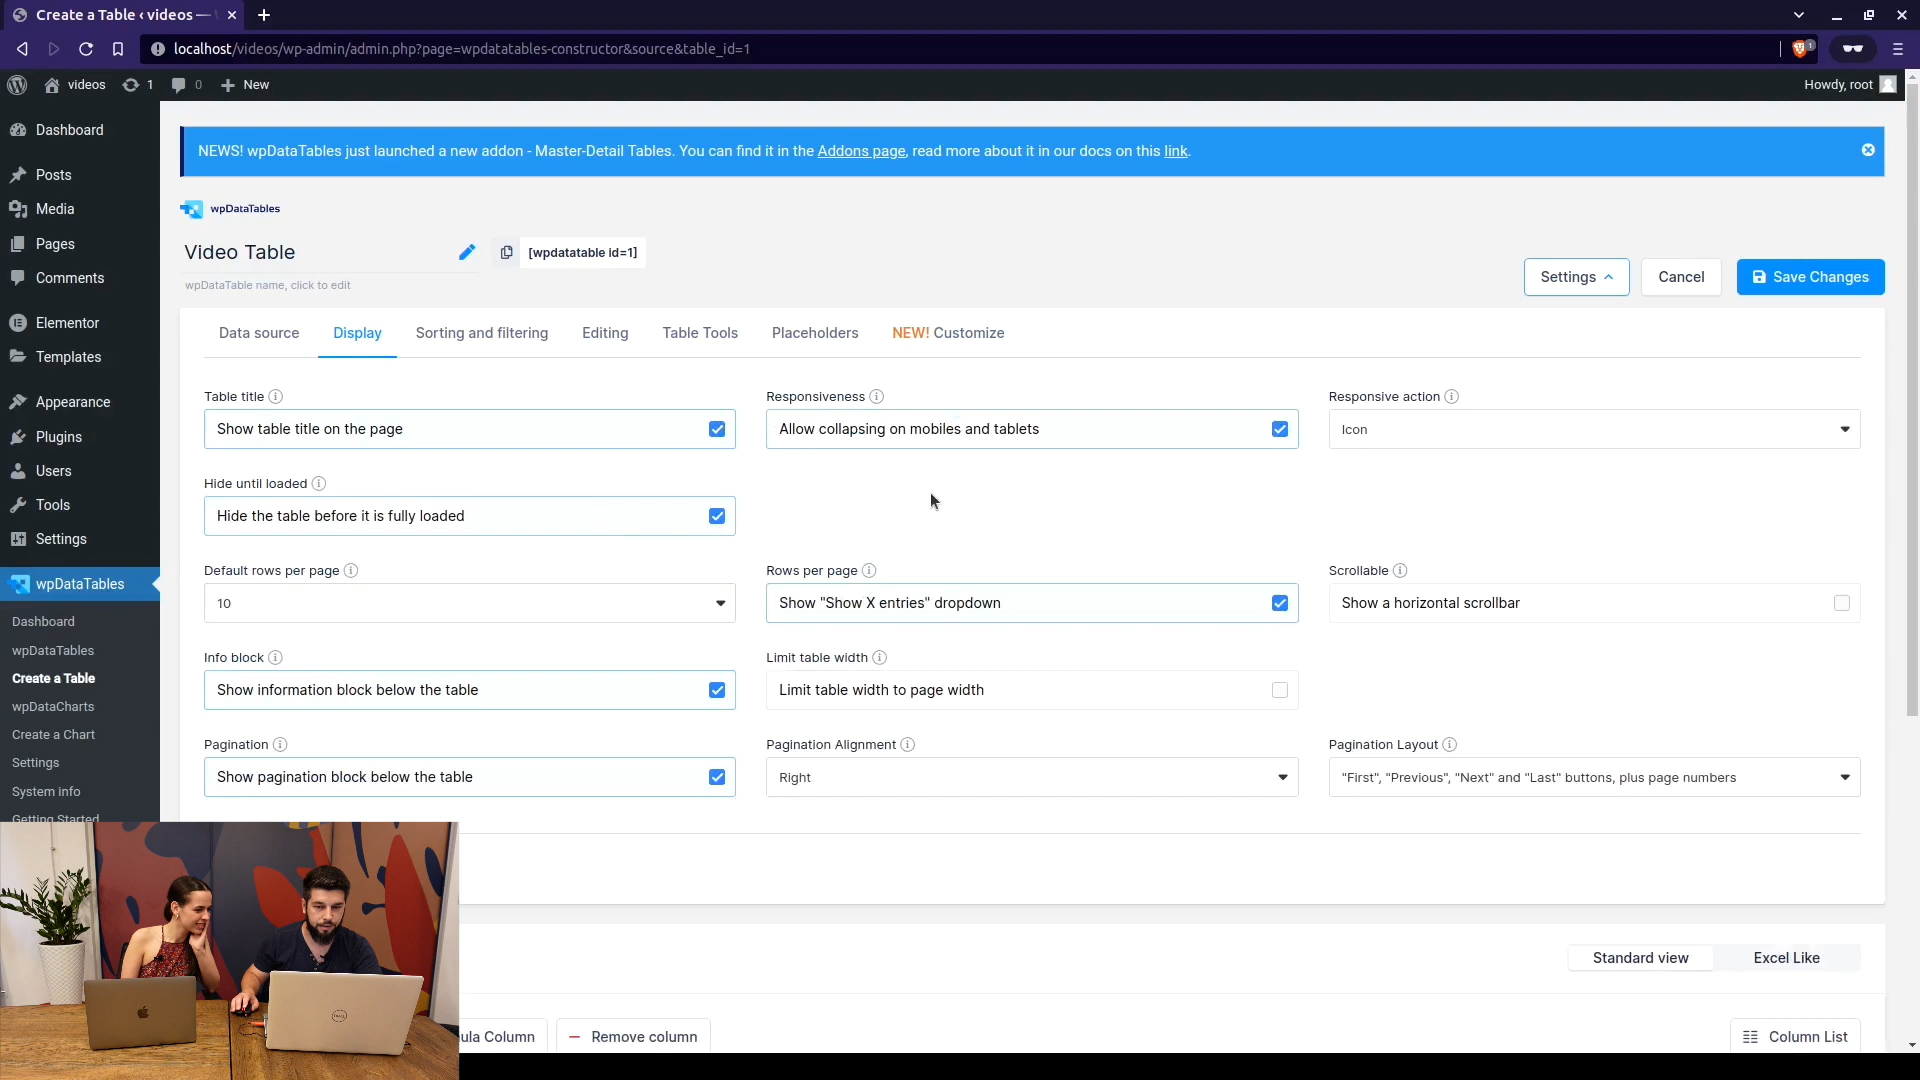 Create a Table ‹ videos —
localhost/videos/wp-admin/admin.php?page=wpdatatables-constructor&source&table_id=1
1
videos
1
0
New
Howdy, root
Dashboard
Posts
Media
Pages
Comments
Elementor
Templates
Appearance
Plugins
Users
Tools
Settings
wpDataTables
Dashboard
wpDataTables
Create a Table
wpDataCharts
Create a Chart
Settings
System info
Getting Started
NEWS! wpDataTables just launched a new addon - Master-Detail Tables. You can find it in the Addons page, read more about it in our docs on this link.
wpDataTables
Video Table
[wpdatatable id=1]
wpDataTable name, click to edit
Settings
Cancel
Save Changes
Data source
Display
Sorting and filtering
Editing
Table Tools
Placeholders
NEW! Customize
Table title
Responsiveness
Responsive action
Show table title on the page
Allow collapsing on mobiles and tablets
Icon
Hide until loaded
Hide the table before it is fully loaded
Default rows per page
Rows per page
Scrollable
10
Show "Show X entries" dropdown
Show a horizontal scrollbar
Info block
Limit table width
Show information block below the table
Limit table width to page width
Pagination
Pagination Alignment
Pagination Layout
Show pagination block below the table
Right
"First", "Previous", "Next" and "Last" buttons, plus page numbers
Standard view
Excel Like
ula Column
Remove column
Column List
DELL